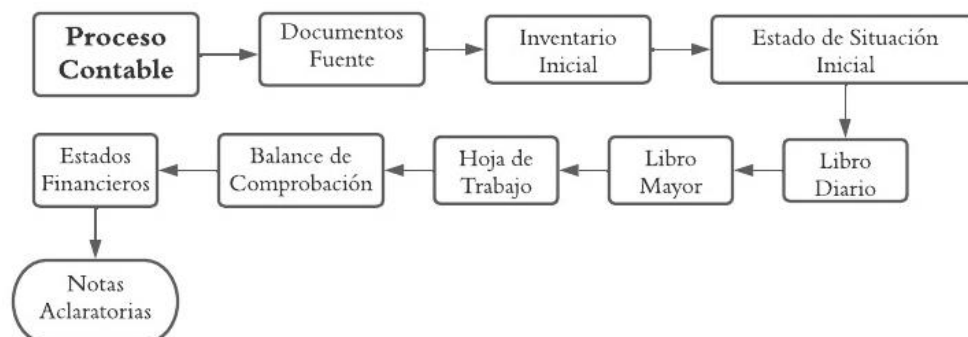 Proceso
Contable
Documentos
Fuente
Inventario
Inicial
Estado de Situación
Inicial
Libro
Diario
Libro
Mayor
Hoja de
Trabajo
Balance de
Comprobación
Estados
Financieros
Notas
Aclaratorias